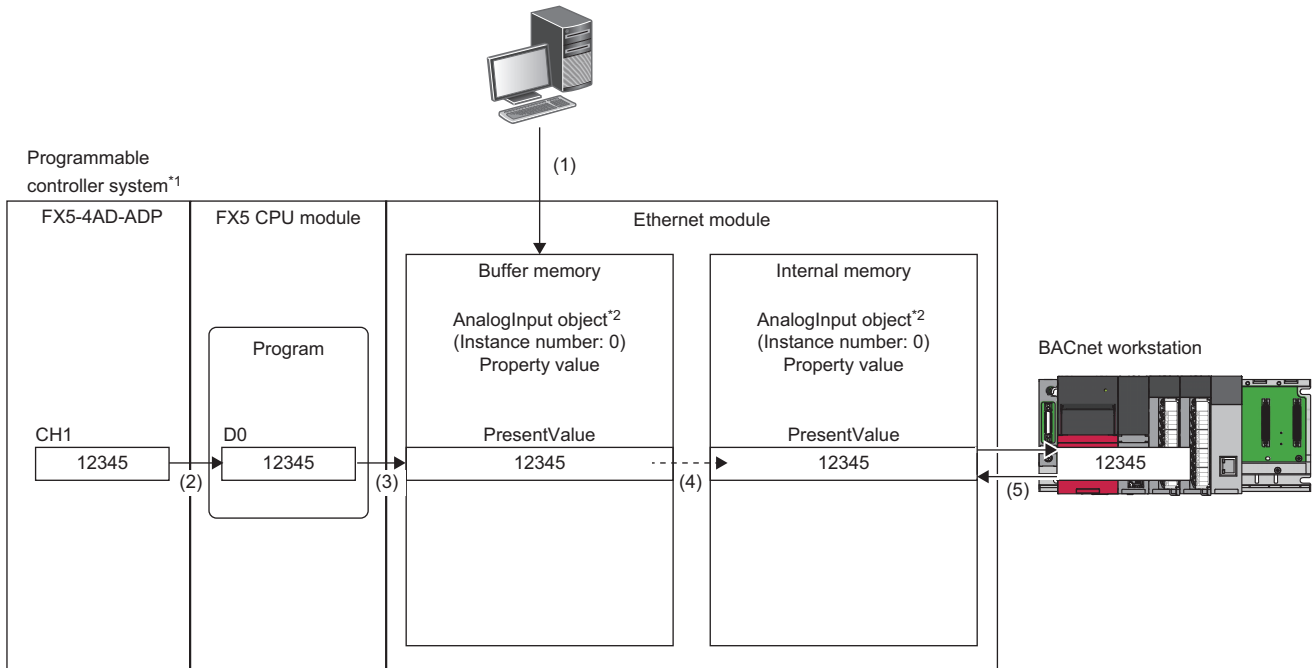 (1)
Programmable
controller system*1
FX5-4AD-ADP
FX5 CPU module
Ethernet module
Buffer memory
Internal memory
AnalogInput object*2
(Instance number: 0)
Property value
AnalogInput object*2
(Instance number: 0)
Property value
Program
BACnet workstation
CH1
D0
PresentValue
PresentValue
12345
12345
12345
12345
12345
(2)
(3)
(4)
(5)